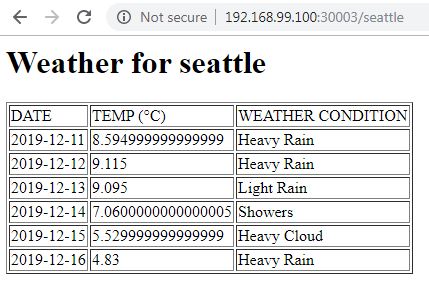 Not secure | 192.168.99.100:30003/seattle
Weather for seattle
DATE TEMP (°C) WEATHER CONDITION
2019-12-11 8.594999999999999 Heavy Rain
2019-12-12 9.115 Heavy Rain
2019-12-13 9.095 Light Rain
2019-12-14 7.0600000000000005 Showers
2019-12-15 5.529999999999999 Heavy Cloud
2019-12-16 4.83 Heavy Rain